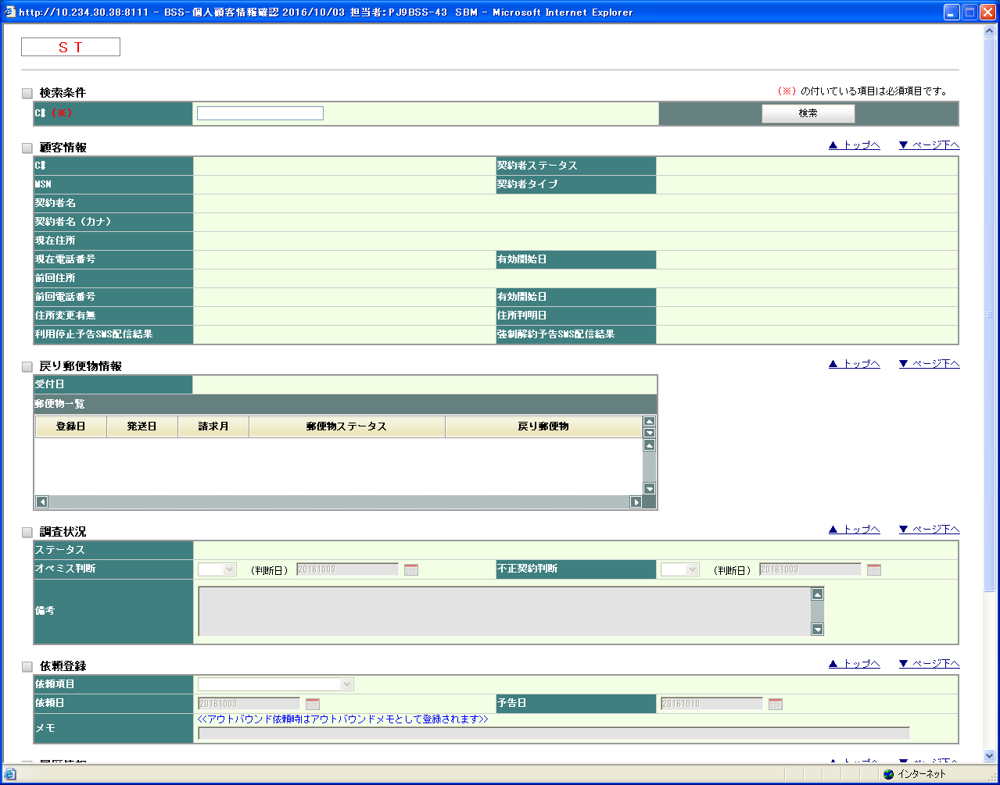 http://10.234.30.38:8111 - BSS-個人顧客情報確認 2016/10/03 担当者:PJ9BSS-43 SBM - Microsoft Internet Explorer
ＳＴ
検索条件
（※）の付いている項目は必須項目です。
C#（※）
検索
顧客情報
▲ トップへ ▼ ページ下へ
C# 契約者ステータス
MSN 契約者タイプ
契約者名
契約者名（カナ）
現在住所
現在電話番号 有効開始日
前回住所
前回電話番号 有効開始日
住所変更有無 住所判明日
利用停止予告SMS配信結果 強制解約予告SMS配信結果
戻り郵便物情報
▲ トップへ ▼ ページ下へ
受付日
郵便物一覧
登録日 発送日 請求月 郵便物ステータス 戻り郵便物
調査状況
▲ トップへ ▼ ページ下へ
ステータス
オペミス判断 （判断日） 20161003 不正契約判断 （判断日） 20161003
備考
依頼登録
▲ トップへ ▼ ページ下へ
依頼項目
依頼日 20161003 予告日 20161010
<<アウトバウンド依頼時はアウトバウンドメモとして登録されます>>
メモ
▲ トップへ ▼ ページ下へ
インターネット